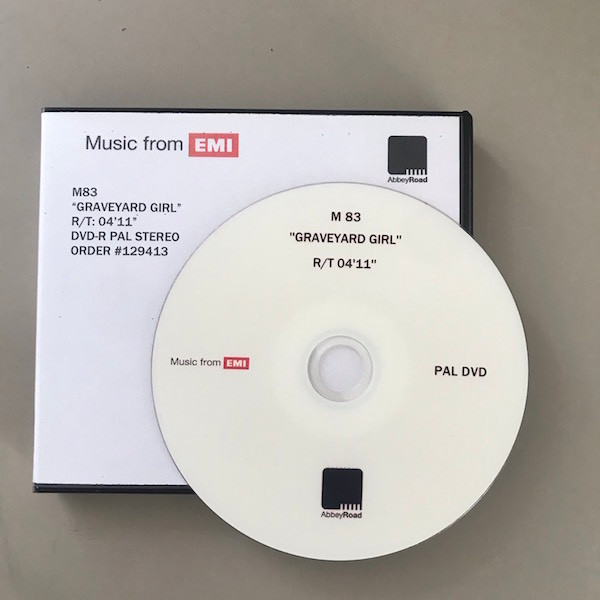 Music from EMI
AbbeyRoad
M83
“GRAVEYARD GIRL”
R/T: 04’11”
DVD-R PAL STEREO
ORDER #129413
M 83
"GRAVEYARD GIRL"
R/T 04'11"
Music from EMI
PAL DVD
AbbeyRoad